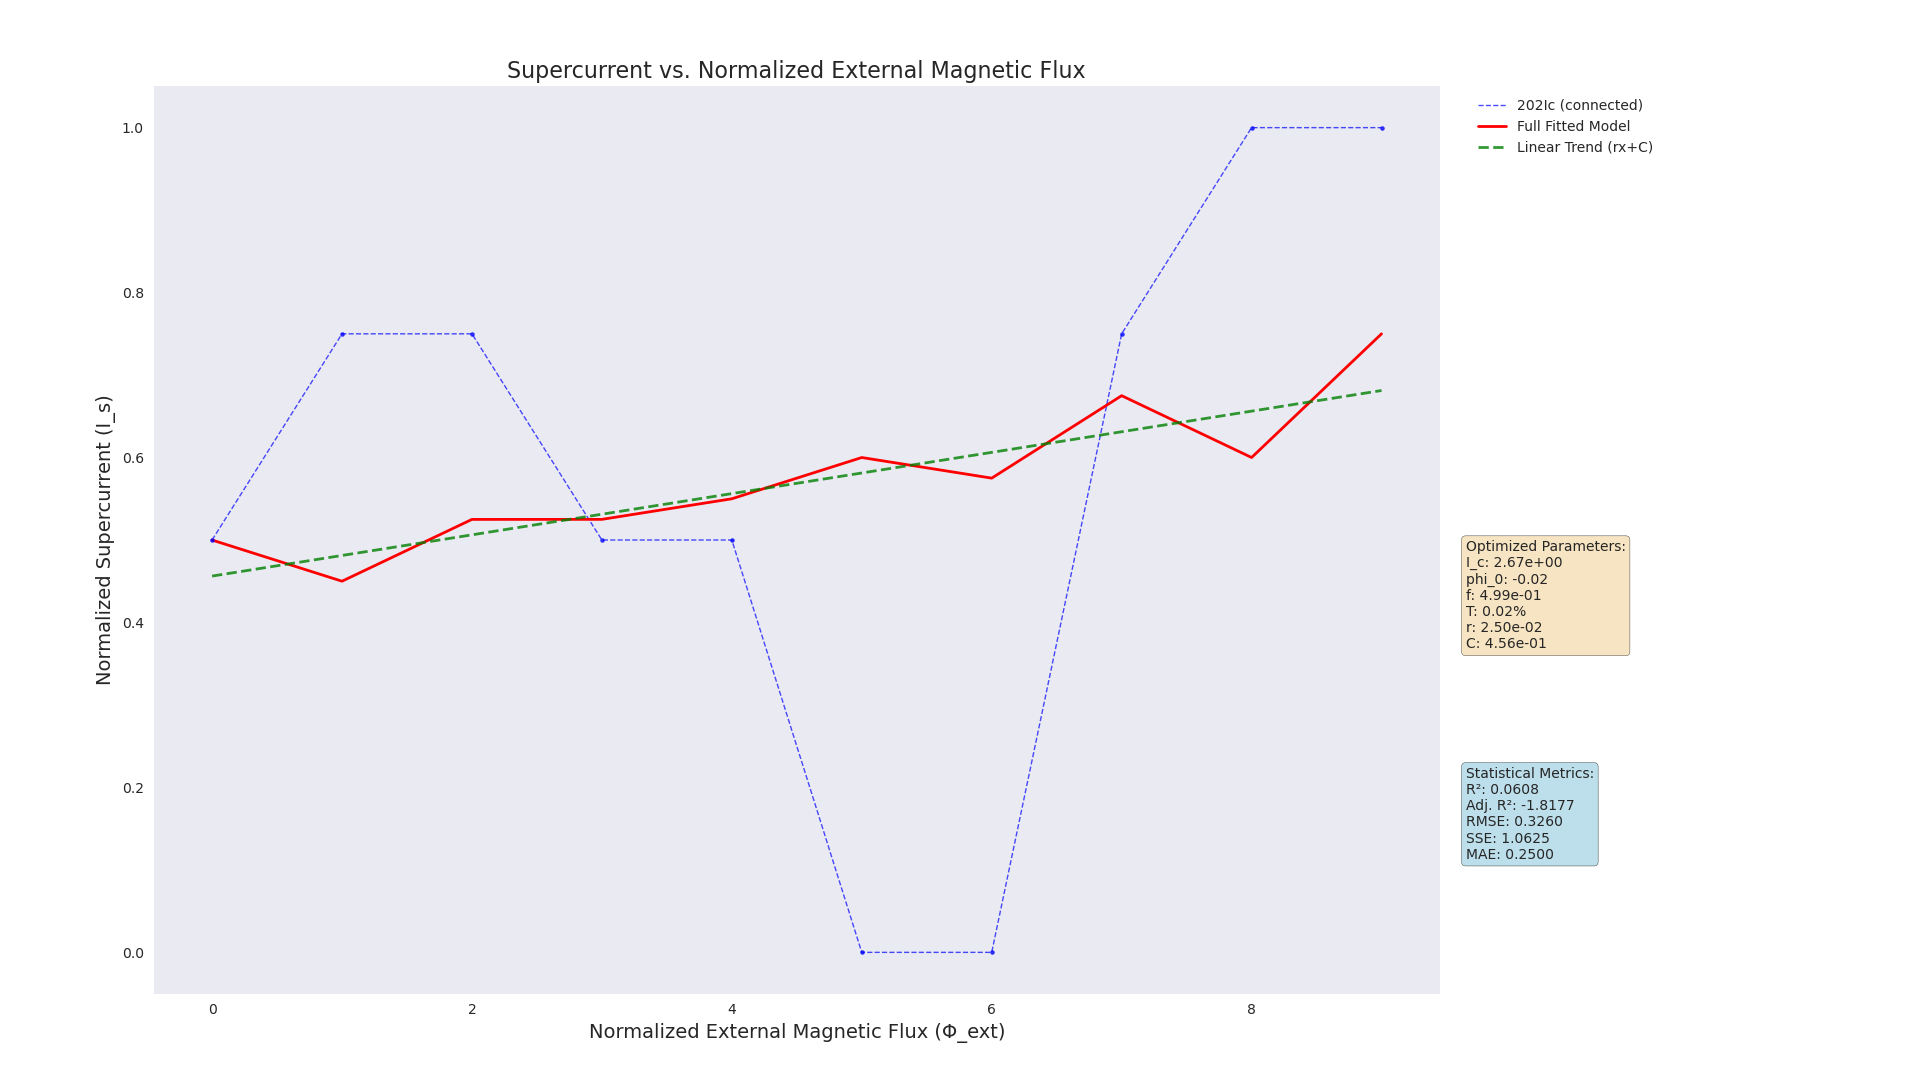 Supercurrent vs. Normalized External Magnetic Flux
202Ic (connected)
Full Fitted Model
Linear Trend (rx+C)
1.0
0.8
0.6
0.4
0.2
0.0
Normalized Supercurrent (I_s)
0
2
4
6
8
Normalized External Magnetic Flux (Φ_ext)
Optimized Parameters:
I_c: 2.67e+00
phi_0: -0.02
f: 4.99e-01
T: 0.02%
r: 2.50e-02
C: 4.56e-01
Statistical Metrics:
R²: 0.0608
Adj. R²: -1.8177
RMSE: 0.3260
SSE: 1.0625
MAE: 0.2500